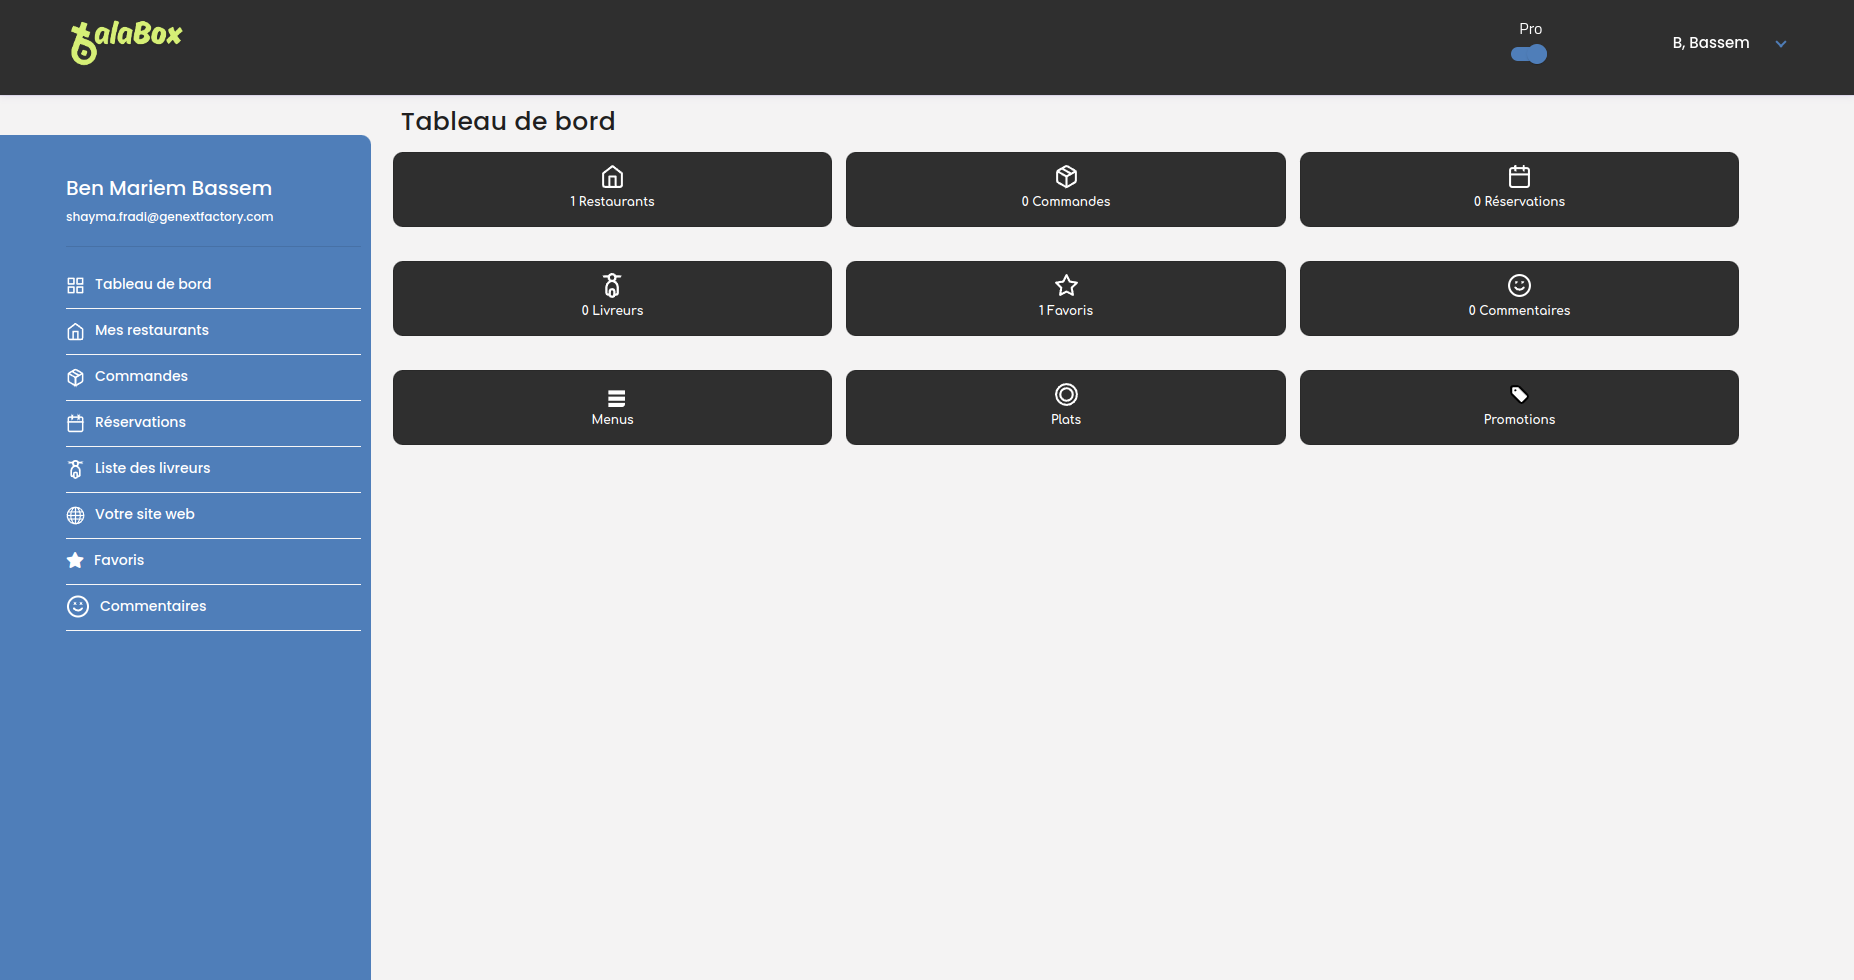 talaBox
Pro
B, Bassem
Tableau de bord
Ben Mariem Bassem
shayma.fradi@genextfactory.com
Tableau de bord
Mes restaurants
Commandes
Réservations
Liste des livreurs
Votre site web
Favoris
Commentaires
1 Restaurants
0 Commandes
0 Réservations
0 Livreurs
1 Favoris
0 Commentaires
Menus
Plats
Promotions